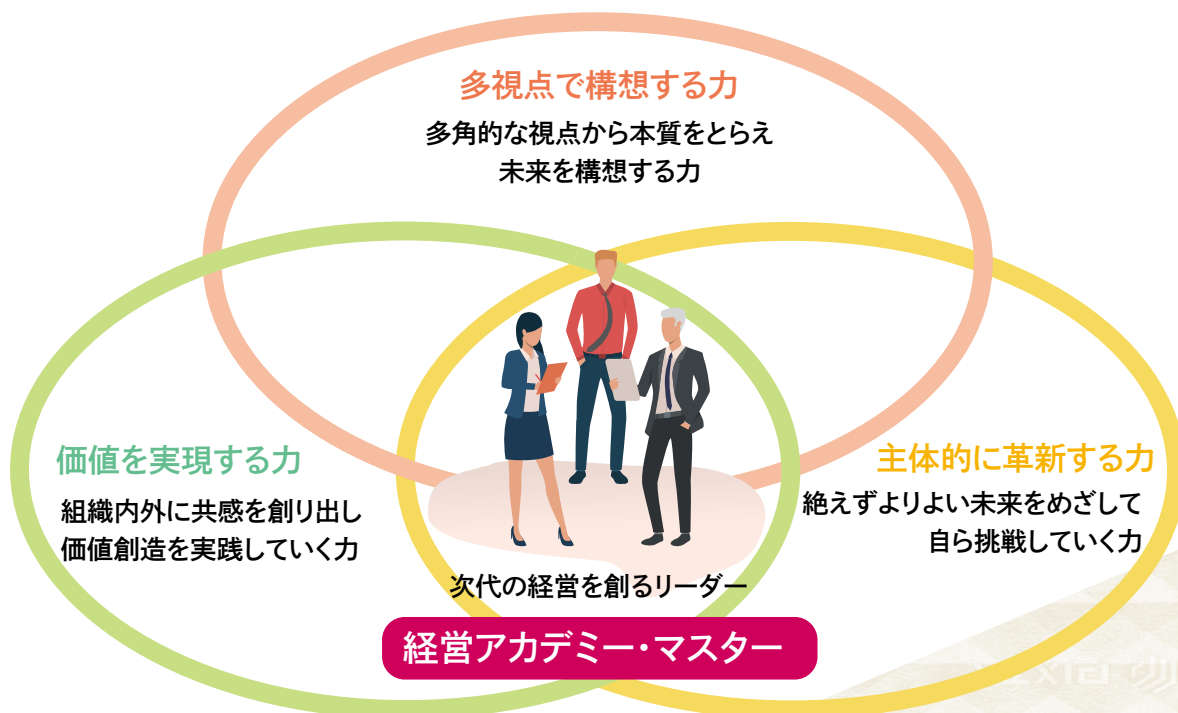 多視点で構想する力
多角的な視点から本質をとらえ
未来を構想する力
価値を実現する力
組織内外に共感を創り出し
価値創造を実践していく力
主体的に革新する力
絶えずよりよい未来をめざして
自ら挑戦していく力
次代の経営を創るリーダー
経営アカデミー・マスター